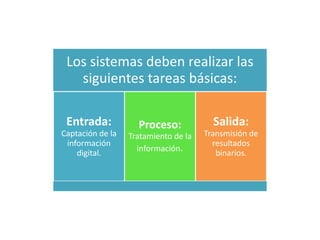 Los sistemas deben realizar las
siguientes tareas básicas:
Entrada:
Captación de la
información
digital.
Proceso:
Tratamiento de la
información.
Salida:
Transmisión de
resultados
binarios.